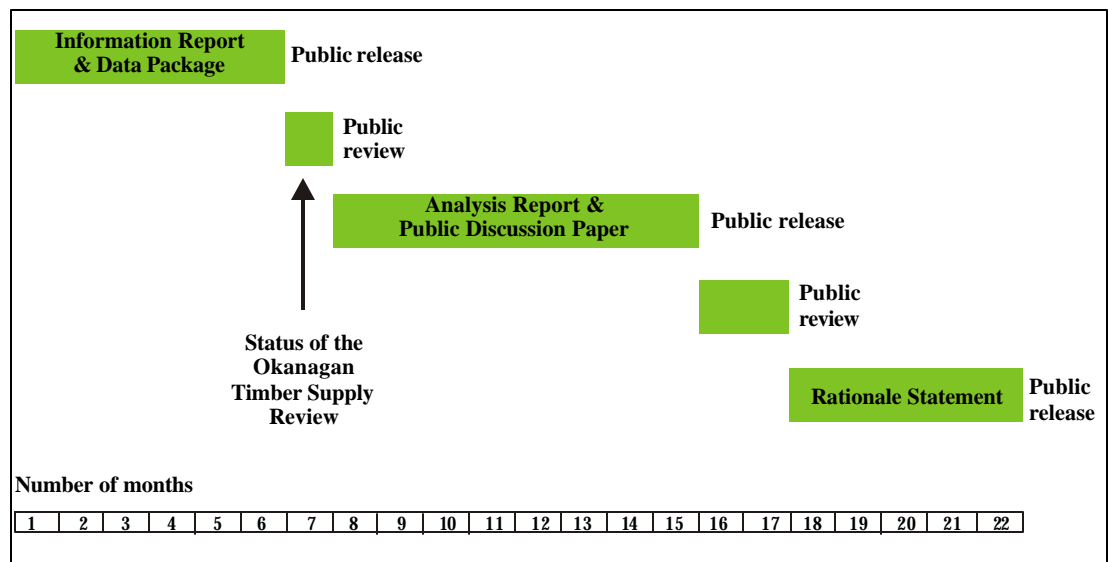 Information Report
& Data Package
Public release
Public
review
Analysis Report &
Public Discussion Paper
Public release
Public
review
Status of the
Okanagan
Timber Supply
Review
Rationale Statement
Public
release
Number of months
1 2 3 4 5 6 7 8 9 10 11 12 13 14 15 16 17 18 19 20 21 22